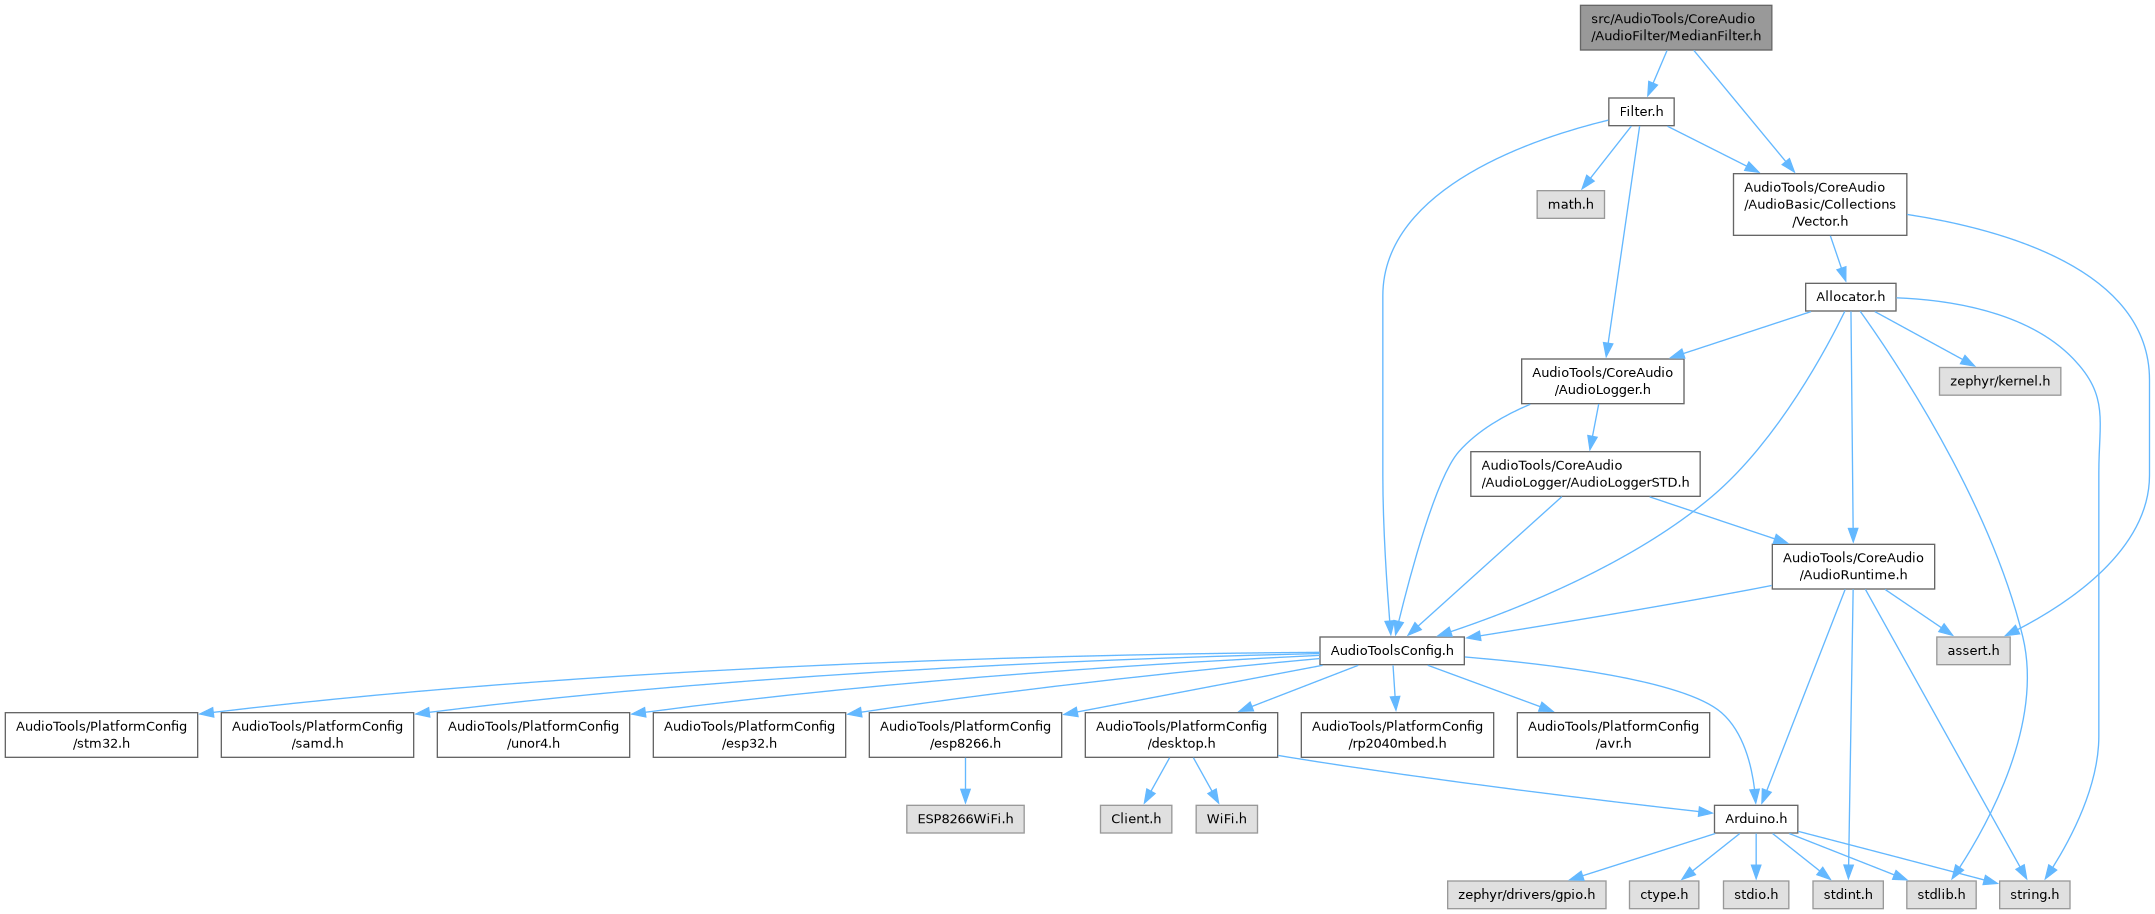 src/AudioTools/CoreAudio
/AudioFilter/MedianFilter.h
Filter.h
math.h
AudioTools/CoreAudio
/AudioBasic/Collections
/Vector.h
Allocator.h
AudioTools/CoreAudio
/AudioLogger.h
zephyr/kernel.h
AudioTools/CoreAudio
/AudioLogger/AudioLoggerSTD.h
AudioTools/CoreAudio
/AudioRuntime.h
AudioToolsConfig.h
assert.h
AudioTools/PlatformConfig
/stm32.h
AudioTools/PlatformConfig
/samd.h
AudioTools/PlatformConfig
/unor4.h
AudioTools/PlatformConfig
/esp32.h
AudioTools/PlatformConfig
/esp8266.h
AudioTools/PlatformConfig
/desktop.h
AudioTools/PlatformConfig
/rp2040mbed.h
AudioTools/PlatformConfig
/avr.h
ESP8266WiFi.h
Client.h
WiFi.h
Arduino.h
zephyr/drivers/gpio.h
ctype.h
stdio.h
stdint.h
stdlib.h
string.h